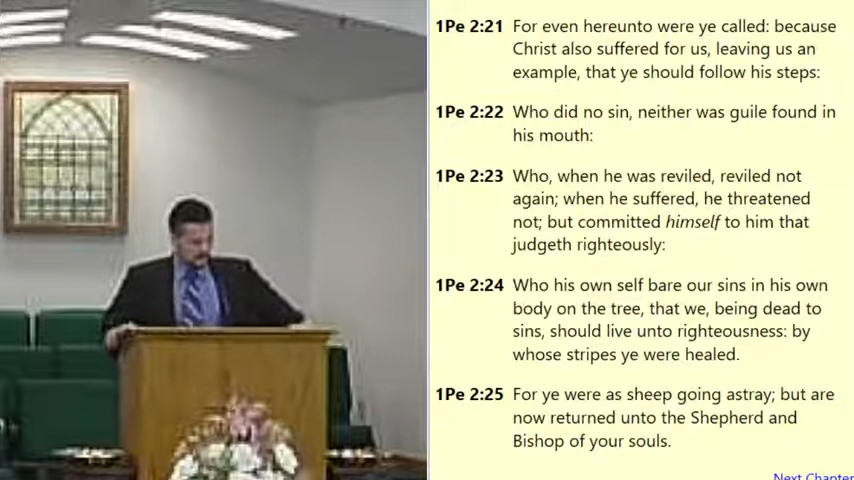 1Pe 2:21 For even hereunto were ye called: because
Christ also suffered for us, leaving us an
example, that ye should follow his steps:
1Pe 2:22 Who did no sin, neither was guile found in
his mouth:
1Pe 2:23 Who, when he was reviled, reviled not
again; when he suffered, he threatened
not; but committed himself to him that
judgeth righteously:
1Pe 2:24 Who his own self bare our sins in his own
body on the tree, that we, being dead to
sins, should live unto righteousness: by
whose stripes ye were healed.
1Pe 2:25 For ye were as sheep going astray; but are
now returned unto the Shepherd and
Bishop of your souls.
Next Chapter